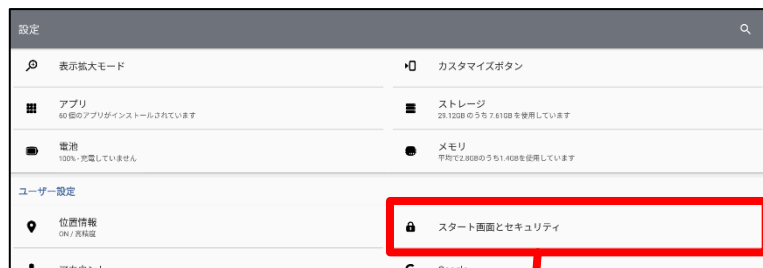 設定
表示拡大モード
カスタマイズボタン
アプリ
60個のアプリがインストールされています
ストレージ
29.12GB のうち 7.61GB を使用しています
電池
100% - 充電していません
メモリ
平均で2.8GBのうち1.4GBを使用しています
ユーザー設定
位置情報
ON / 高精度
スタート画面とセキュリティ